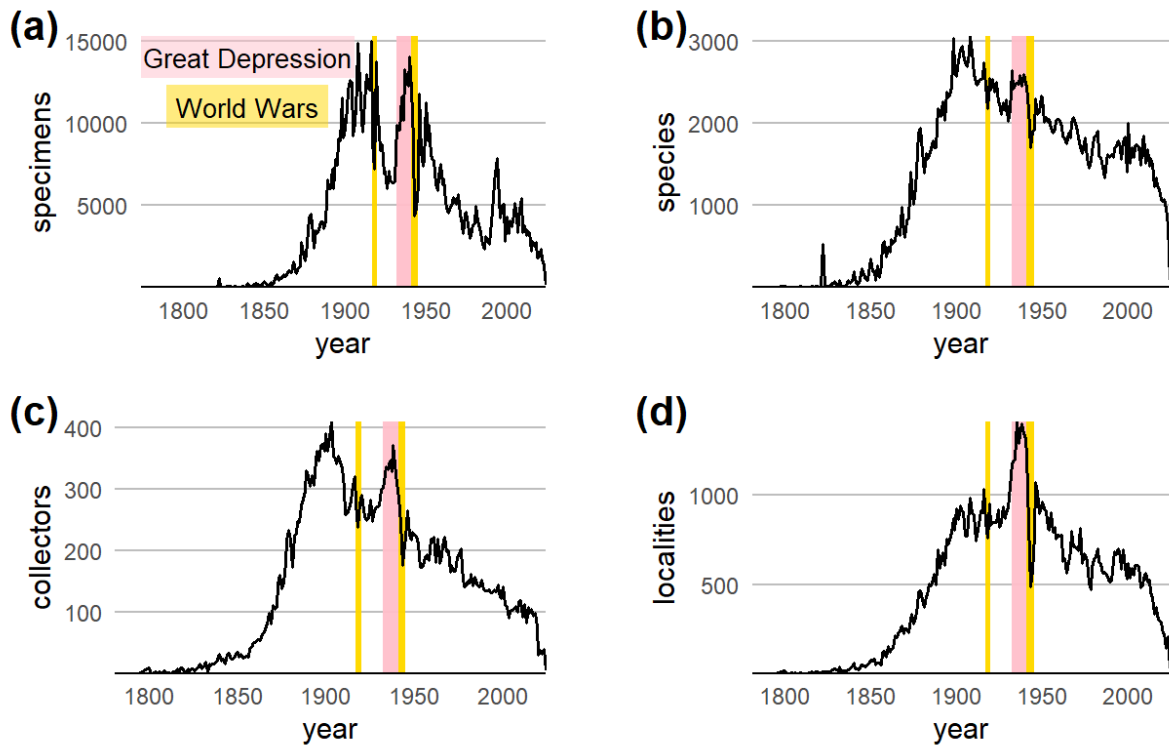 (a)
15000
10000
5000
specimens
Great Depression
World Wars
1800 1850 1900 1950 2000
year
(b)
3000
2000
1000
species
1800 1850 1900 1950 2000
year
(c)
400
300
200
100
collectors
1800 1850 1900 1950 2000
year
(d)
1000
500
localities
1800 1850 1900 1950 2000
year